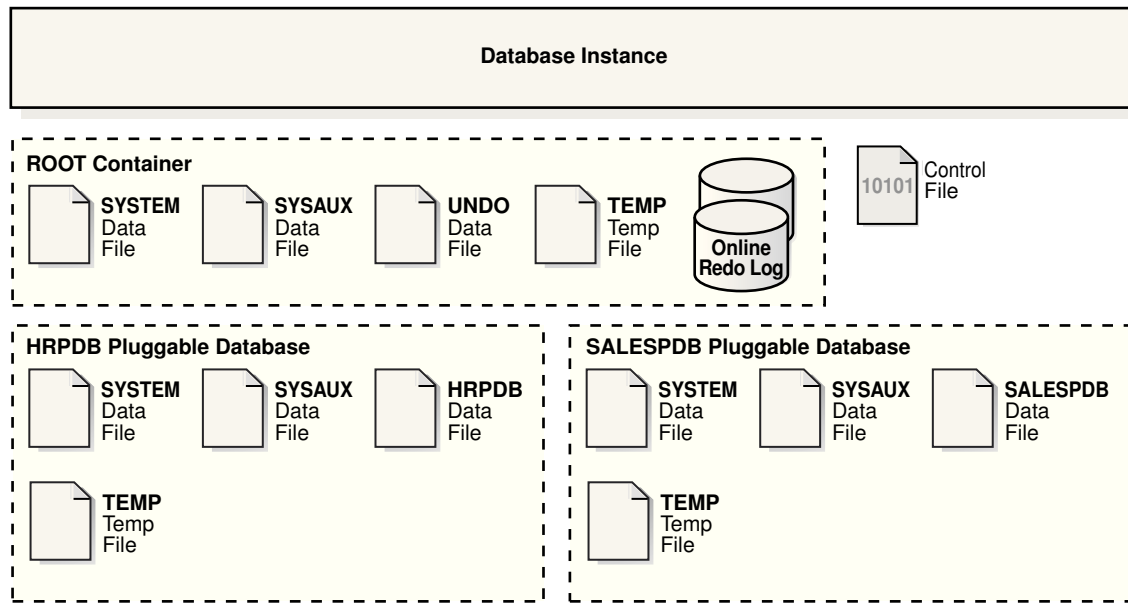 Database Instance
ROOT Container
SYSTEM
Data
File
SYSAUX
Data
File
UNDO
Data
File
TEMP
Temp
File
Online
Redo Log
10101
Control
File
HRPDB Pluggable Database
SYSTEM
Data
File
SYSAUX
Data
File
HRPDB
Data
File
TEMP
Temp
File
SALESPDB Pluggable Database
SYSTEM
Data
File
SYSAUX
Data
File
SALESPDB
Data
File
TEMP
Temp
File